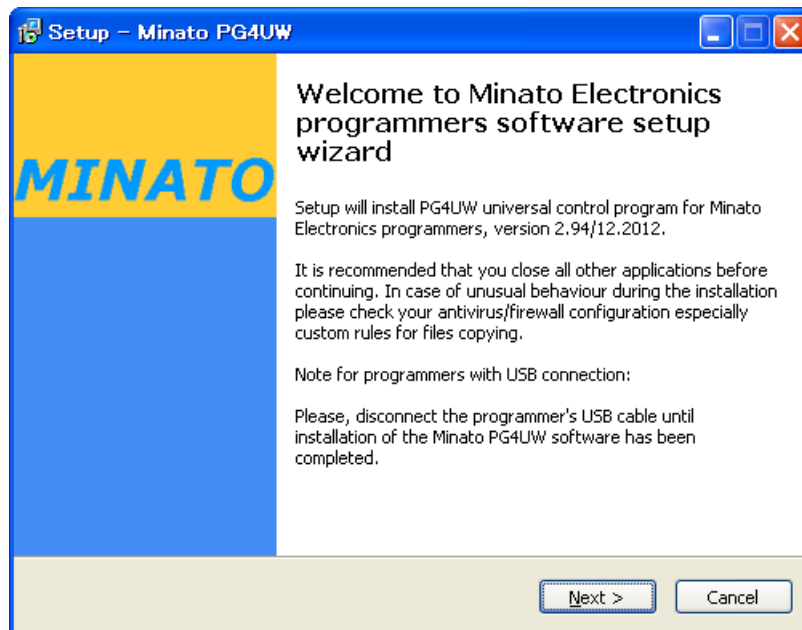 Setup - Minato PG4UW
Welcome to Minato Electronics
programmers software setup
wizard
MINATO
Setup will install PG4UW universal control program for Minato
Electronics programmers, version 2.94/12.2012.
It is recommended that you close all other applications before
continuing. In case of unusual behaviour during the installation
please check your antivirus/firewall configuration especially
custom rules for files copying.
Note for programmers with USB connection:
Please, disconnect the programmer's USB cable until
installation of the Minato PG4UW software has been
completed.
Next >
Cancel